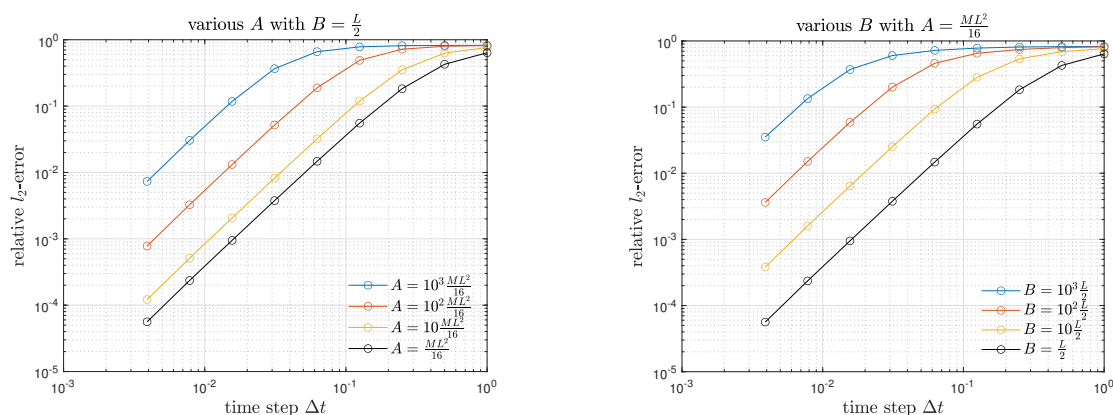 various A with B = L/2
10^0
10^-1
10^-2
10^-3
10^-4
10^-5
relative l_2-error
A = 10^3 ML^2/16
A = 10^2 ML^2/16
A = 10 ML^2/16
A = ML^2/16
10^-3
10^-2
10^-1
10^0
time step Δt
various B with A = ML^2/16
10^0
10^-1
10^-2
10^-3
10^-4
10^-5
relative l_2-error
B = 10^3 L/2
B = 10^2 L/2
B = 10 L/2
B = L/2
10^-3
10^-2
10^-1
10^0
time step Δt